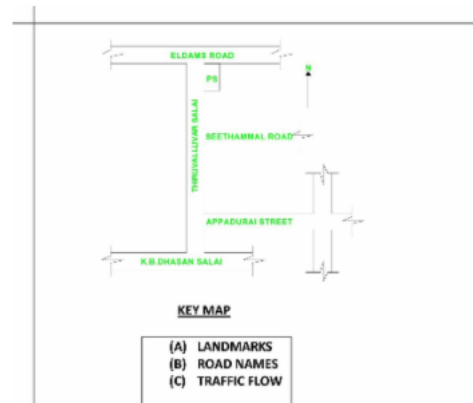 ELDAMS ROAD
PS
N
THIRUVALLUVAR SALAI
SEETHAMMAL ROAD
APPADURAI STREET
K.B.DHASAN SALAI
KEY MAP
(A) LANDMARKS
(B) ROAD NAMES
(C) TRAFFIC FLOW